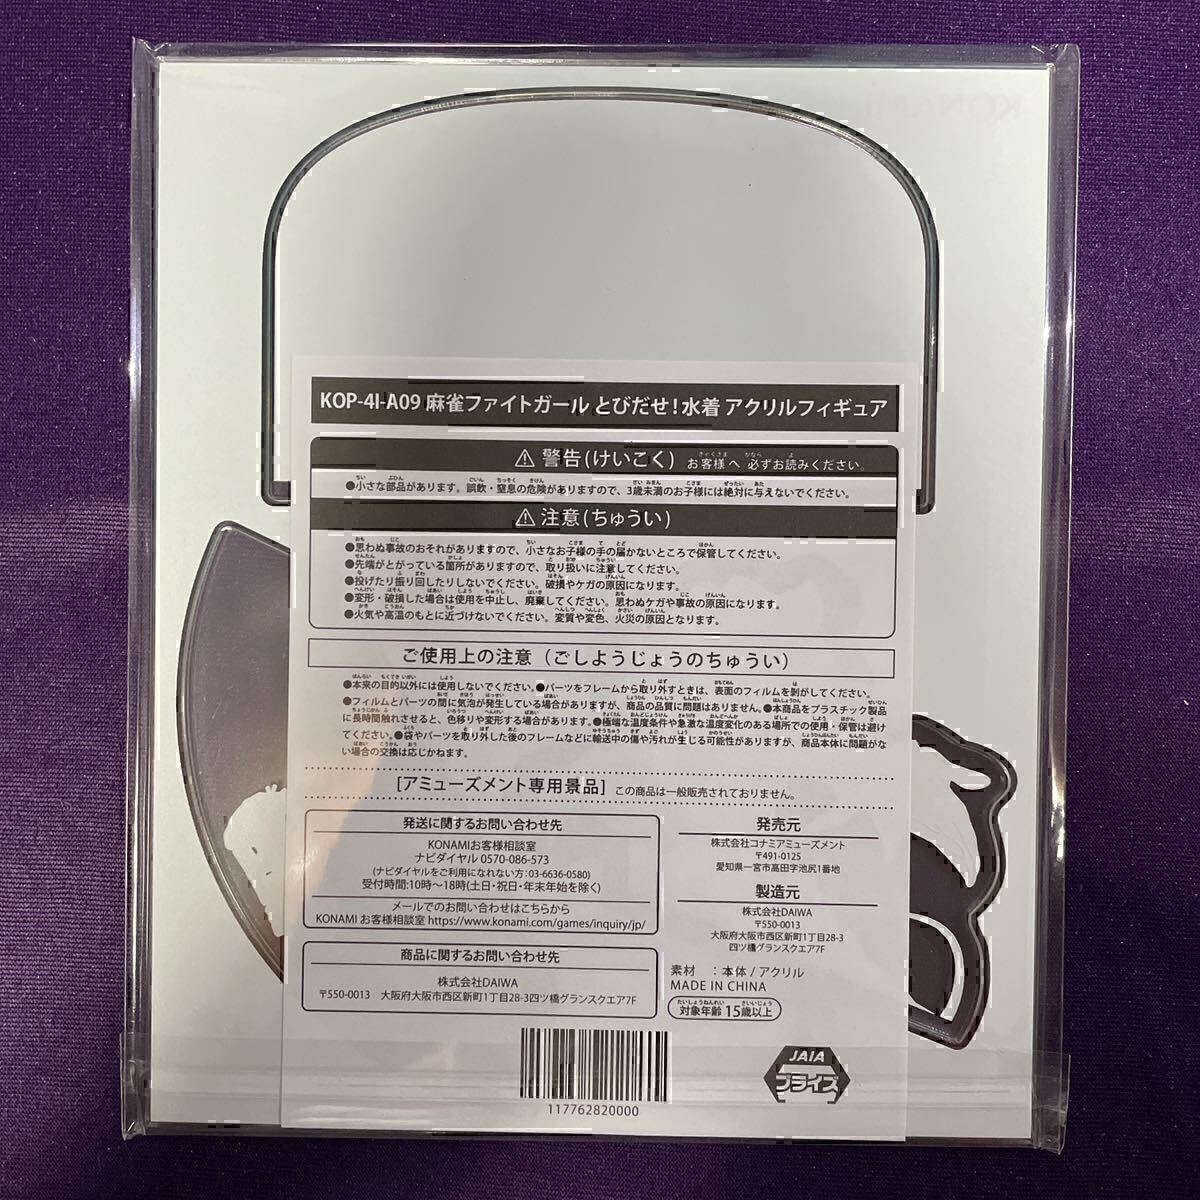 KONAMI
KOP-4I-A09 麻雀ファイトガール とびだせ!水着 アクリルフィギュア
⚠ 警告(けいこく) お客様へ 必ずお読みください。
●小さな部品があります。誤飲・窒息の危険がありますので、3歳未満のお子様には絶対に与えないでください。
⚠ 注意(ちゅうい)
●思わぬ事故のおそれがありますので、小さなお子様の手の届かないところで保管してください。
●先端がとがっている箇所がありますので、取り扱いに注意してください。
●投げたり振り回したりしないでください。破損やケガの原因になります。
●変形・破損した場合は使用を中止し、廃棄してください。思わぬケガや事故の原因になります。
●火気や高温のもとに近づけないでください。変質や変色、火災の原因となります。
ご使用上の注意(ごしようじょうのちゅうい)
●本来の目的以外には使用しないでください。●パーツをフレームから取り外すときは、表面のフィルムを剥がしてください。
●フィルムとパーツの間に気泡が発生している場合がありますが、商品の品質に問題はありません。●本商品をプラスチック製品
に長時間触れさせると、色移りや変形する場合があります。●極端な温度条件や急激な温度変化のある場所での使用・保管は避け
てください。●袋やパーツを取り外した後のフレームなどに輸送中の傷や汚れが生じる可能性がありますが、商品本体に問題がな
い場合の交換は応じかねます。
[アミューズメント専用景品] この商品は一般販売されておりません。
発送に関するお問い合わせ先
KONAMIお客様相談室
ナビダイヤル 0570-086-573
(ナビダイヤルをご利用になれない方:03-6636-0580)
受付時間:10時〜18時(土日・祝日・年末年始を除く)
メールでのお問い合わせはこちらから
KONAMI お客様相談室 https://www.konami.com/games/inquiry/jp/
商品に関するお問い合わせ先
株式会社DAIWA
〒550-0013 大阪府大阪市西区新町1丁目28-3四ツ橋グランスクエア7F
発売元
株式会社コナミアミューズメント
〒491-0125
愛知県一宮市高田字池尻1番地
製造元
株式会社DAIWA
〒550-0013
大阪府大阪市西区新町1丁目28-3
四ツ橋グランスクエア7F
素材 :本体/アクリル
MADE IN CHINA
対象年齢 15歳以上
117762820000
JAIA
プライズ